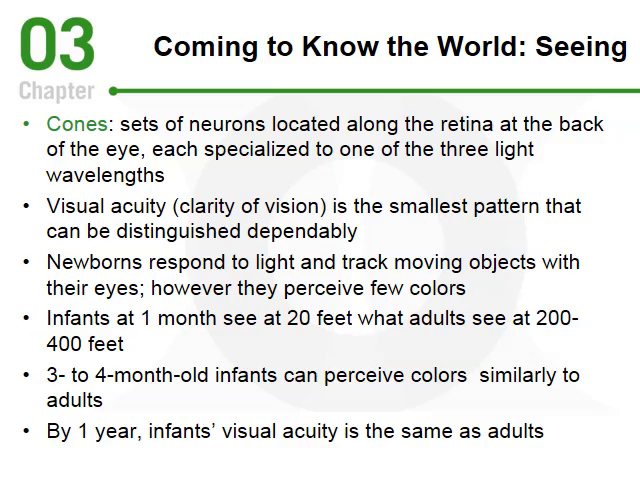 03
Chapter
Coming to Know the World: Seeing
• Cones: sets of neurons located along the retina at the back
of the eye, each specialized to one of the three light
wavelengths
• Visual acuity (clarity of vision) is the smallest pattern that
can be distinguished dependably
• Newborns respond to light and track moving objects with
their eyes; however they perceive few colors
• Infants at 1 month see at 20 feet what adults see at 200-
400 feet
• 3- to 4-month-old infants can perceive colors  similarly to
adults
• By 1 year, infants’ visual acuity is the same as adults